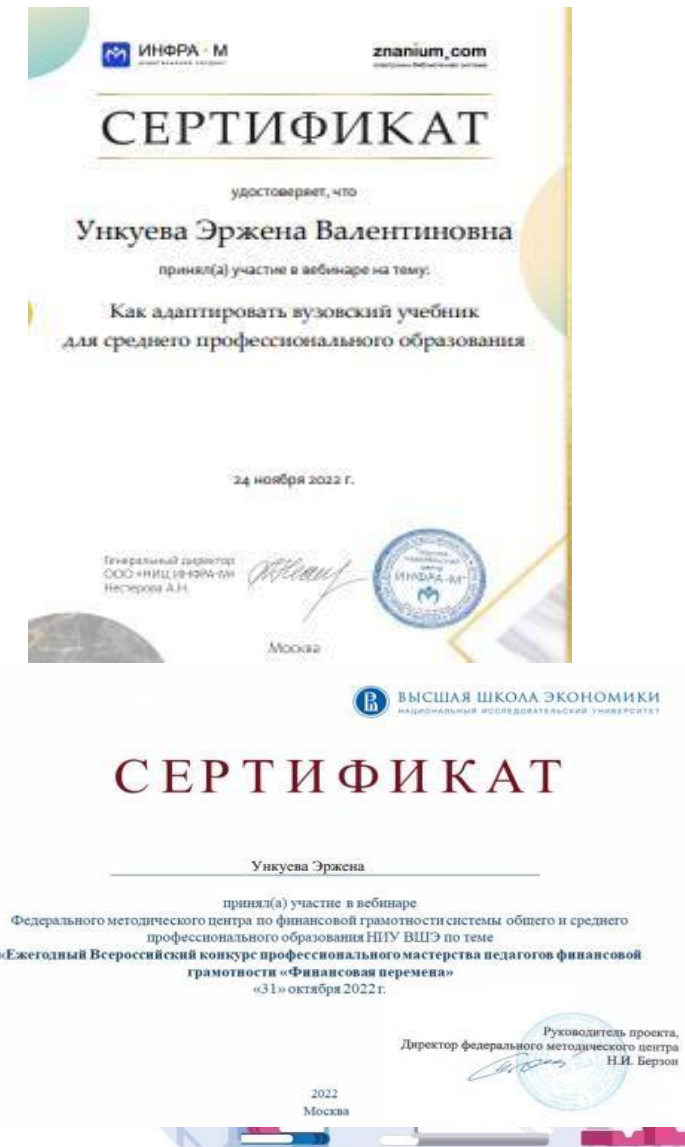 ИНФРА·М
znanium.com
СЕРТИФИКАТ
удостоверяет, что
Ункуева Эржена Валентиновна
принял(а) участие в вебинаре на тему:
Как адаптировать вузовский учебник
для среднего профессионального образования
24 ноября 2022 г.
Генеральный директор
ООО «НИЦ ИНФРА-М»
Нестерова А.Н.
ИНФРА-М
Москва
ВЫСШАЯ ШКОЛА ЭКОНОМИКИ
НАЦИОНАЛЬНЫЙ ИССЛЕДОВАТЕЛЬСКИЙ УНИВЕРСИТЕТ
СЕРТИФИКАТ
Ункуева Эржена
принял(а) участие в вебинаре
Федерального методического центра по финансовой грамотности системы общего и среднего
профессионального образования НИУ ВШЭ по теме
«Ежегодный Всероссийский конкурс профессионального мастерства педагогов финансовой
грамотности «Финансовая перемена»
«31» октября 2022 г.
Руководитель проекта,
Директор федерального методического центра
Н.И. Берзон
2022
Москва